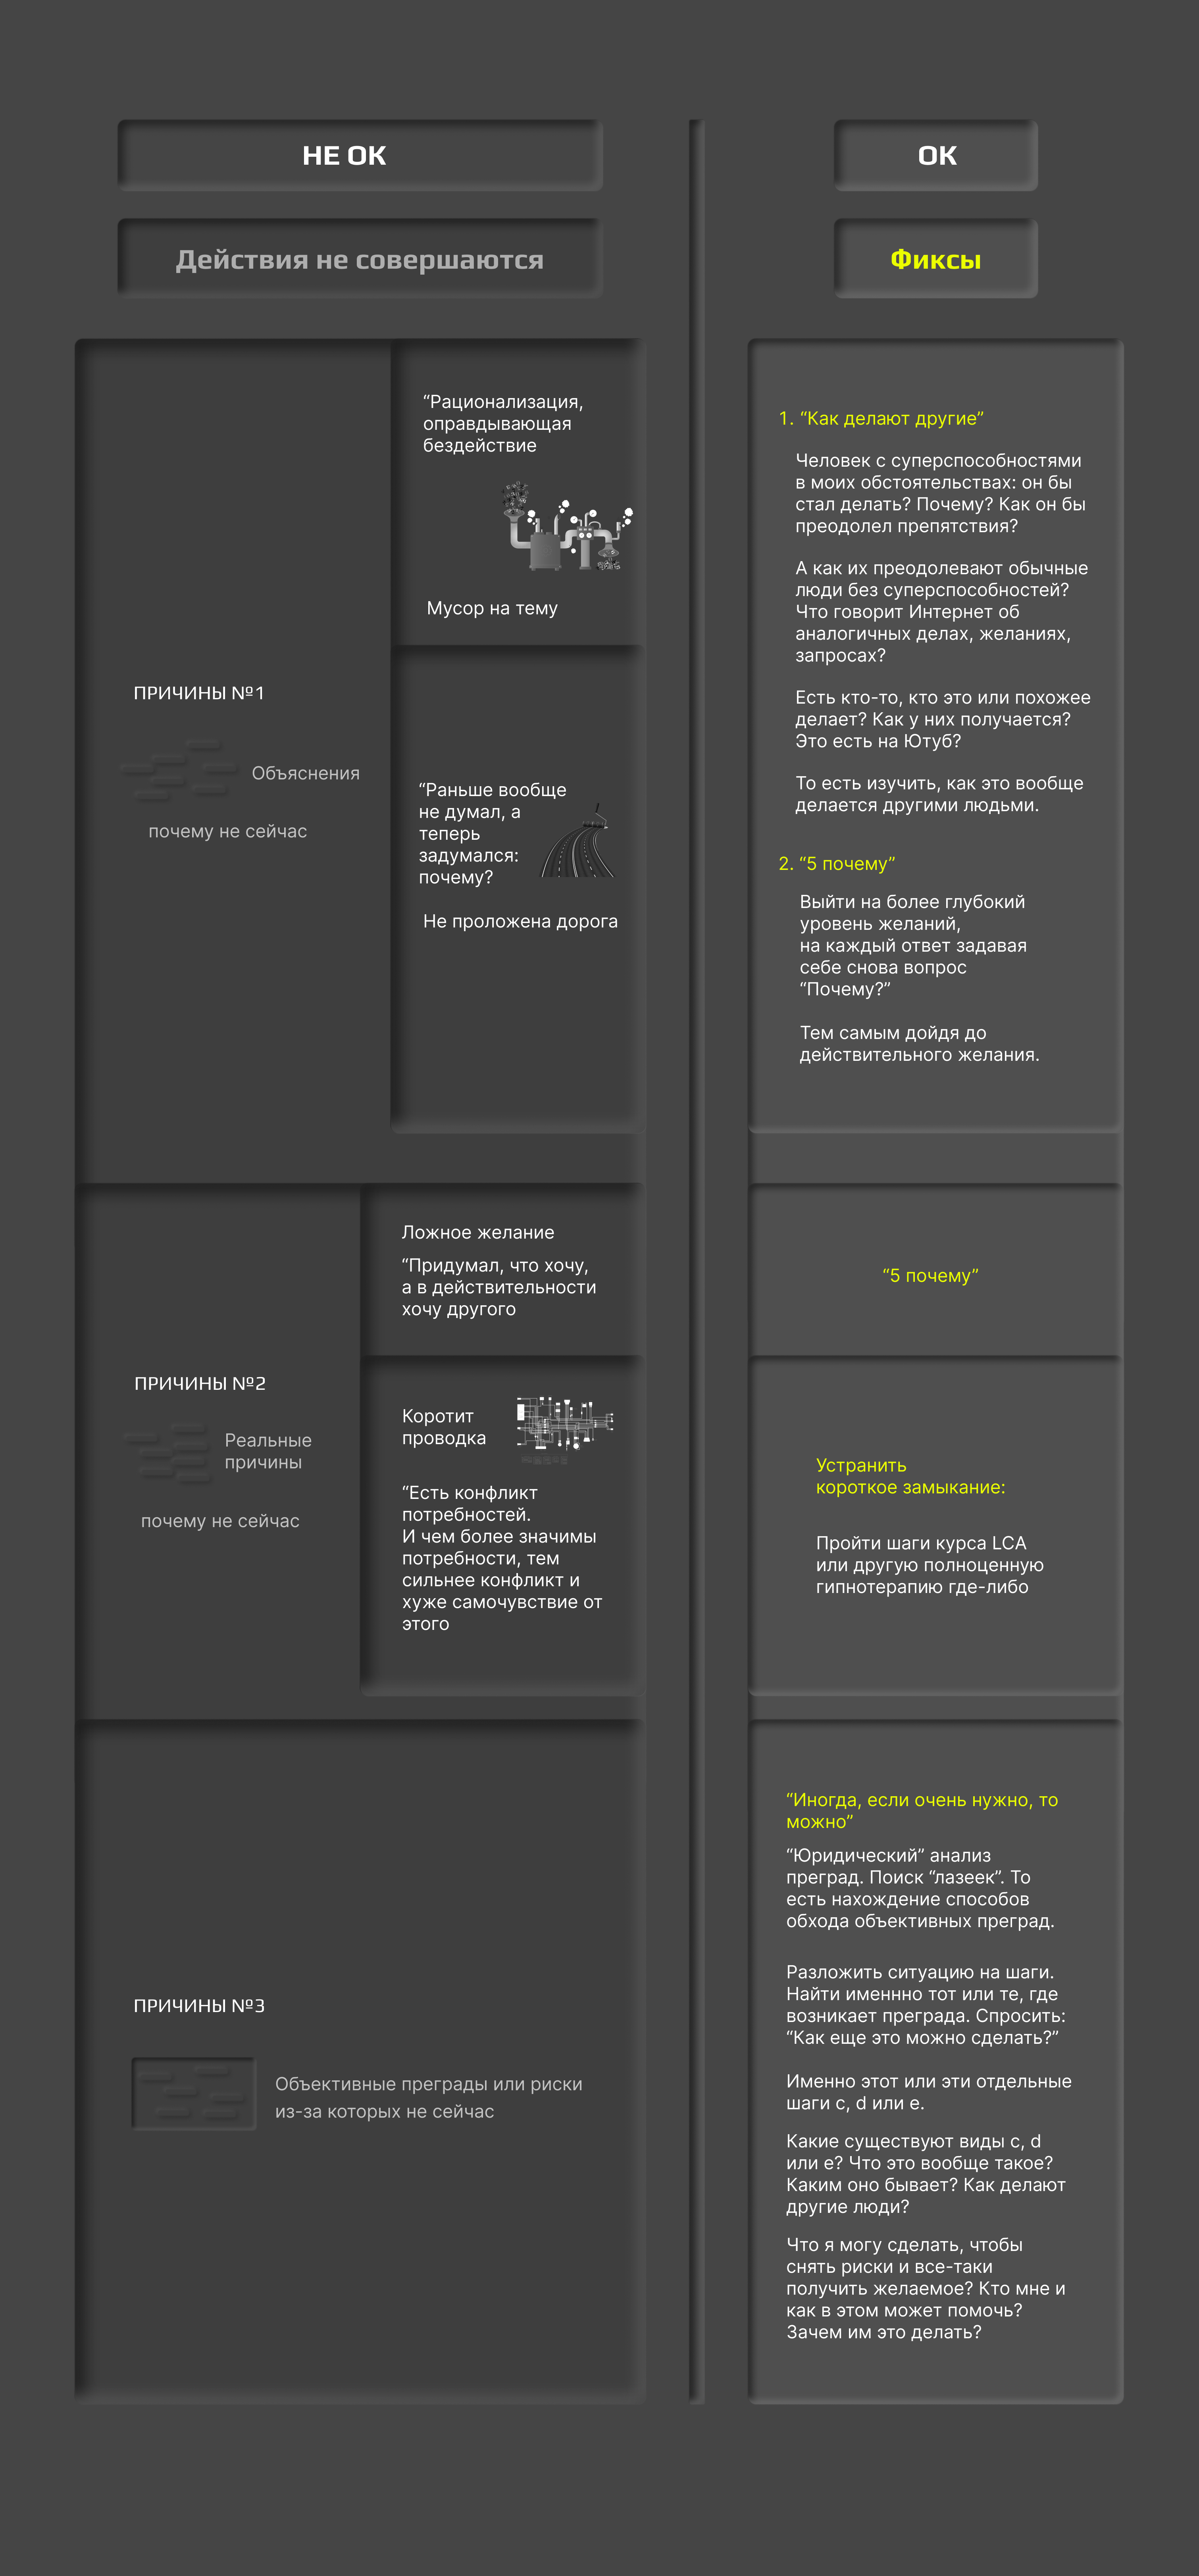 НЕ ОК
ОК
Действия не совершаются
Фиксы
ПРИЧИНЫ №1
Объяснения
почему не сейчас
“Рационализация,
оправдывающая
бездействие
Мусор на тему
“Раньше вообще
не думал, а
теперь
задумался:
почему?
Не проложена дорога
1. “Как делают другие”
Человек с суперспособностями
в моих обстоятельствах: он бы
стал делать? Почему? Как он бы
преодолел препятствия?
А как их преодолевают обычные
люди без суперспособностей?
Что говорит Интернет об
аналогичных делах, желаниях,
запросах?
Есть кто-то, кто это или похожее
делает? Как у них получается?
Это есть на Ютуб?
То есть изучить, как это вообще
делается другими людьми.
2. “5 почему”
Выйти на более глубокий
уровень желаний,
на каждый ответ задавая
себе снова вопрос
“Почему?”
Тем самым дойдя до
действительного желания.
ПРИЧИНЫ №2
Реальные
причины
почему не сейчас
Ложное желание
“Придумал, что хочу,
а в действительности
хочу другого
“5 почему”
Коротит
проводка
“Есть конфликт
потребностей.
И чем более значимы
потребности, тем
сильнее конфликт и
хуже самочувствие от
этого
Устранить
короткое замыкание:
Пройти шаги курса LCA
или другую полноценную
гипнотерапию где-либо
ПРИЧИНЫ №3
Объективные преграды или риски
из-за которых не сейчас
“Иногда, если очень нужно, то
можно”
“Юридический” анализ
преград. Поиск “лазеек”. То
есть нахождение способов
обхода объективных преград.
Разложить ситуацию на шаги.
Найти именнно тот или те, где
возникает преграда. Спросить:
“Как еще это можно сделать?”
Именно этот или эти отдельные
шаги c, d или e.
Какие существуют виды c, d
или e? Что это вообще такое?
Каким оно бывает? Как делают
другие люди?
Что я могу сделать, чтобы
снять риски и все-таки
получить желаемое? Кто мне и
как в этом может помочь?
Зачем им это делать?